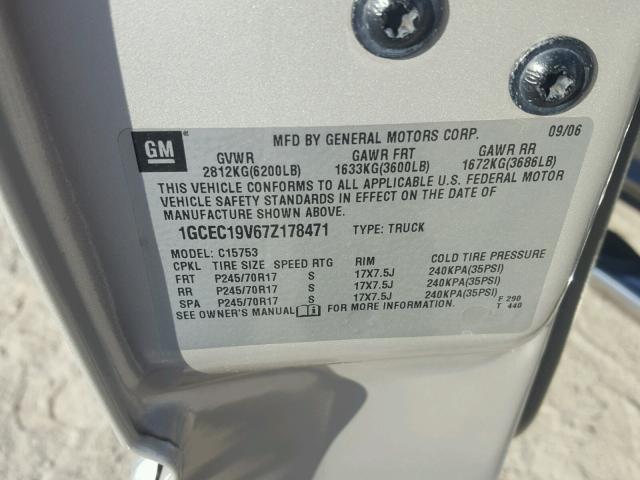 GM
MFD BY GENERAL MOTORS CORP. 09/06
GVWR GAWR FRT GAWR RR
2812KG(6200LB) 1633KG(3600LB) 1672KG(3686LB)
THIS VEHICLE CONFORMS TO ALL APPLICABLE U.S. FEDERAL MOTOR
VEHICLE SAFETY STANDARDS IN EFFECT ON THE DATE OF
MANUFACTURE SHOWN ABOVE.
1GCEC19V67Z178471 TYPE: TRUCK
MODEL: C15753
CPKL TIRE SIZE SPEED RTG RIM COLD TIRE PRESSURE
FRT P245/70R17 S 17X7.5J 240KPA(35PSI)
RR P245/70R17 S 17X7.5J 240KPA(35PSI)
SPA P245/70R17 S 17X7.5J 240KPA(35PSI)
SEE OWNER'S MANUAL FOR MORE INFORMATION. F 290
T 440